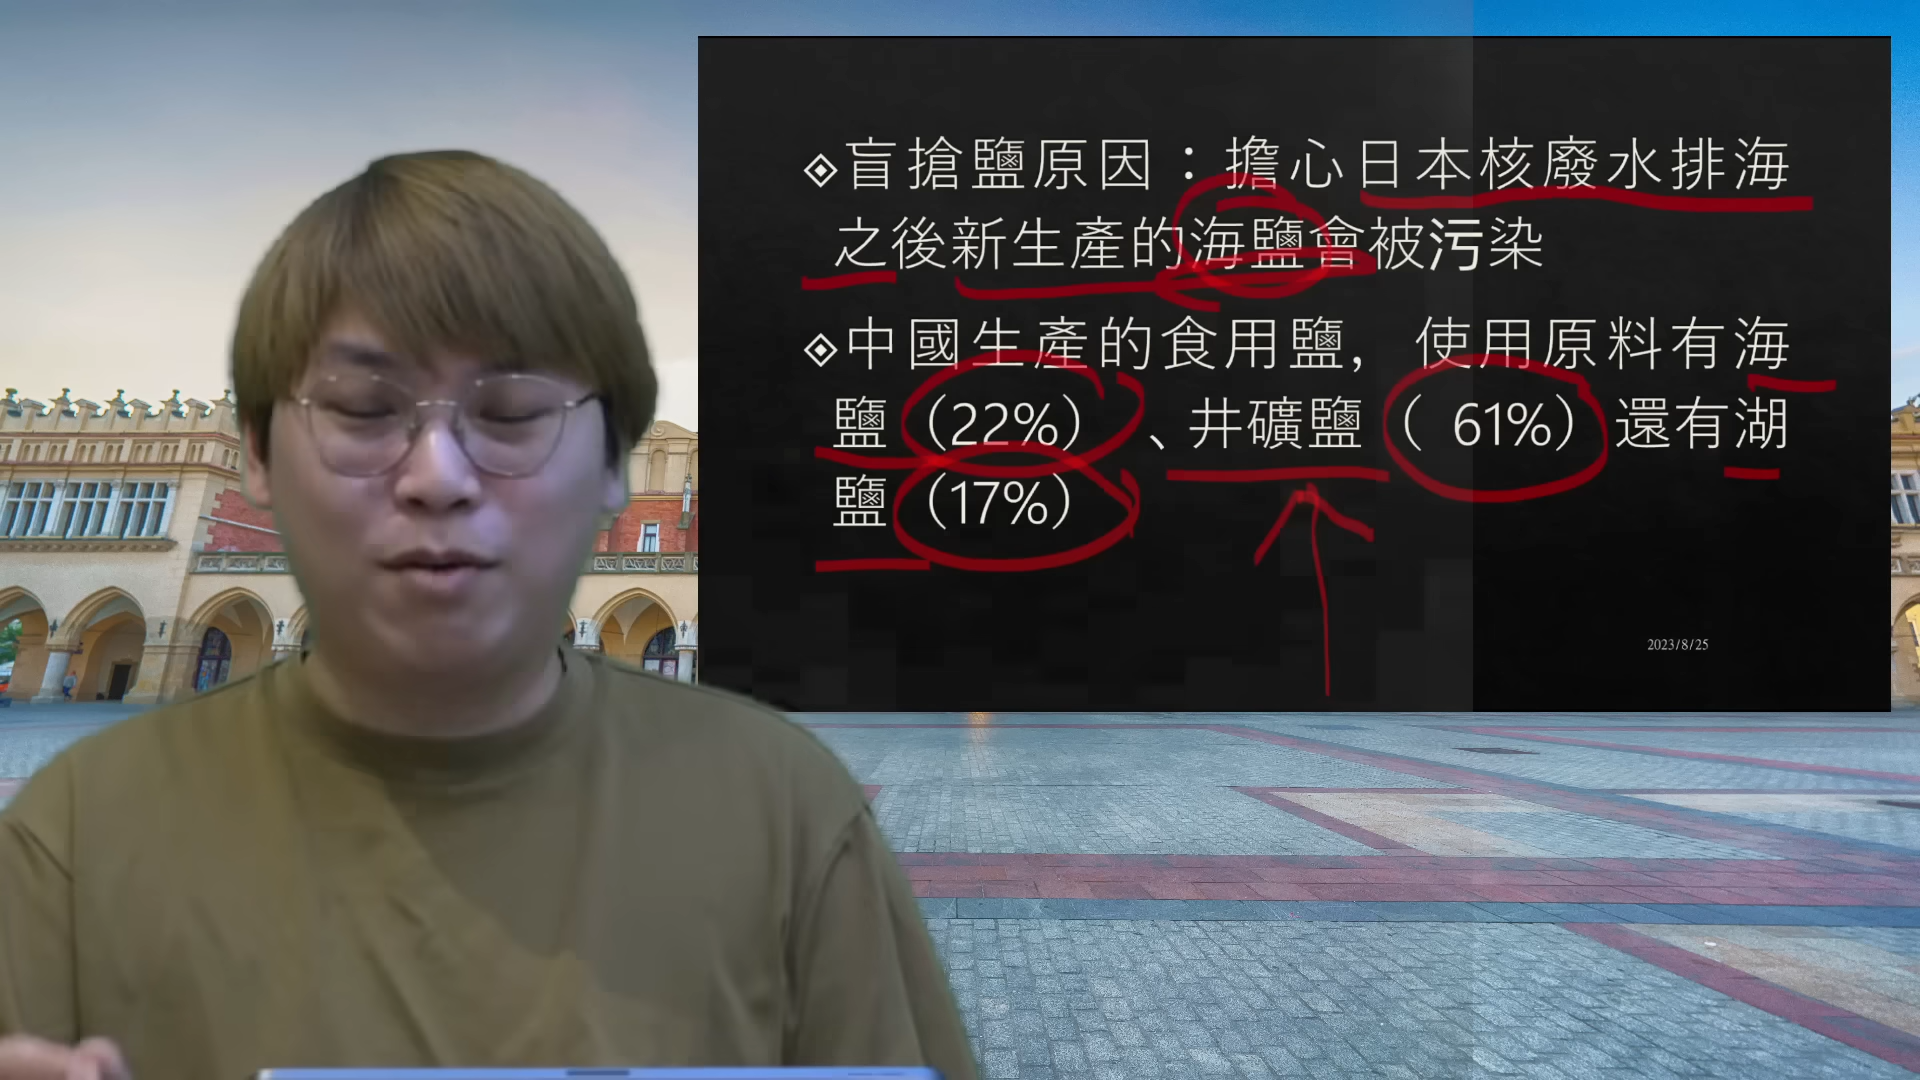 盲搶鹽原因：擔心日本核廢水排海
之後新生產的海鹽會被污染
中國生產的食用鹽，使用原料有海
鹽（22%）、井礦鹽（ 61%）還有湖
鹽（17%）
2023/8/25